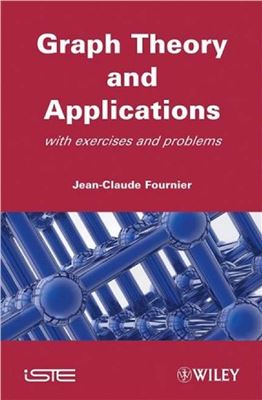 Graph Theory
and
Applications
with exercises and problems
Jean-Claude Fournier
iSTE
WILEY